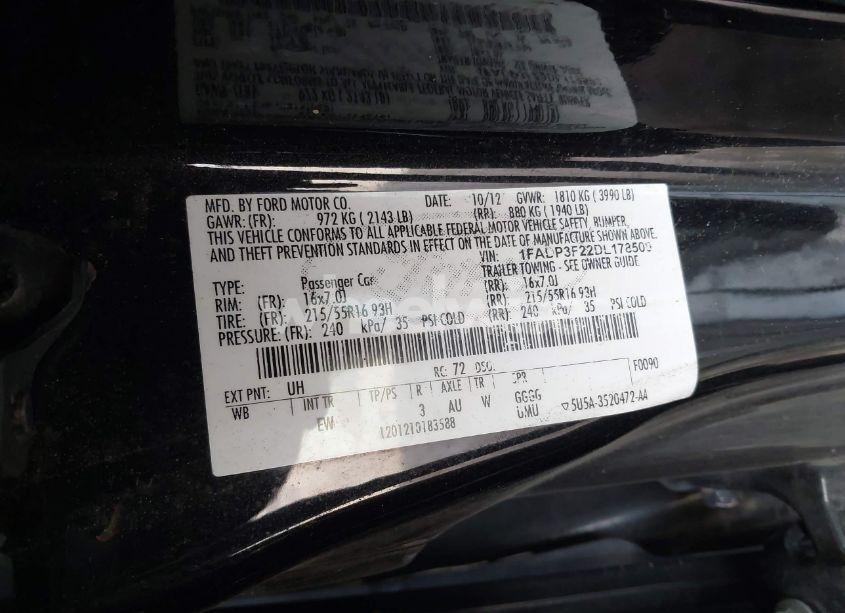 MFD. BY FORD MOTOR CO. DATE: 10/12 GVWR: 1810 KG ( 3990 LB)
GAWR: (FR): 972 KG ( 2143 LB) (RR): 880 KG ( 1940 LB)
THIS VEHICLE CONFORMS TO ALL APPLICABLE FEDERAL MOTOR VEHICLE SAFETY, BUMPER,
AND THEFT PREVENTION STANDARDS IN EFFECT ON THE DATE OF MANUFACTURE SHOWN ABOVE.
VIN: 1FALP3F22DL178509
TRAILER TOWING - SEE OWNER GUIDE
TYPE: Passenger Car
RIM: (FR): 16x7.0J (RR): 16x7.0J
TIRE: (FR): 215/55R16 93H (RR): 215/55R16 93H
PRESSURE: (FR): 240 kPa/ 35 PSI COLD (RR): 240 kPa/ 35 PSI COLD
RC: 72 DSO: F0090
EXT PNT: UH
WB INT TR TP/PS R AXLE TR SPR
EW 3 AU W GGGG
UMU
1201210183588
▽5U5A-3520472-AA